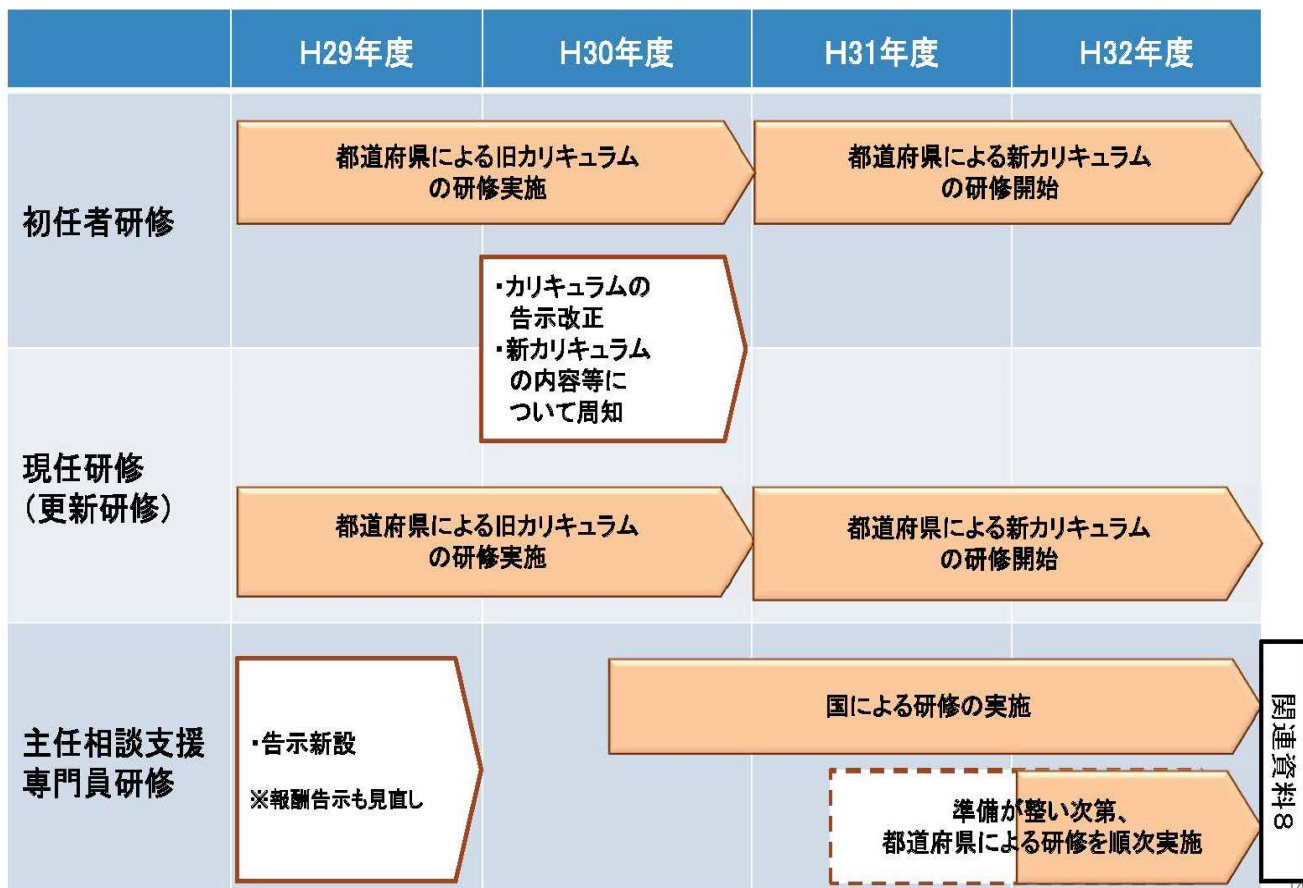 H29年度
H30年度
H31年度
H32年度
初任者研修
都道府県による旧カリキュラム
の研修実施
都道府県による新カリキュラム
の研修開始
・カリキュラムの
告示改正
・新カリキュラム
の内容等に
ついて周知
現任研修
（更新研修）
都道府県による旧カリキュラム
の研修実施
都道府県による新カリキュラム
の研修開始
主任相談支援
専門員研修
・告示新設
※報酬告示も見直し
国による研修の実施
準備が整い次第、
都道府県による研修を順次実施
関連資料8